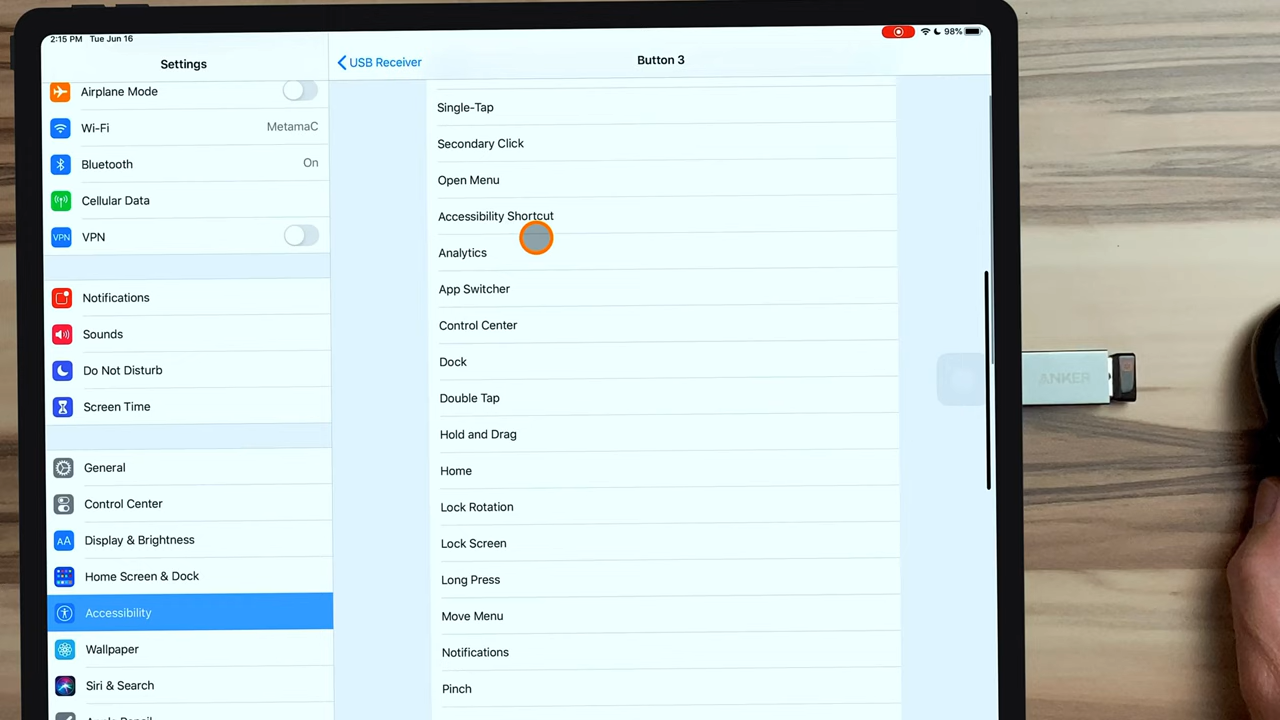 2:15 PM Tue Jun 16
98%
Settings
USB Receiver
Button 3
Airplane Mode
Wi-Fi
MetamaC
Bluetooth
On
Cellular Data
VPN
VPN
Notifications
Sounds
Do Not Disturb
Screen Time
General
Control Center
AA
Display & Brightness
Home Screen & Dock
Accessibility
Wallpaper
Siri & Search
Apple Pencil
Single-Tap
Secondary Click
Open Menu
Accessibility Shortcut
Analytics
App Switcher
Control Center
Dock
Double Tap
Hold and Drag
Home
Lock Rotation
Lock Screen
Long Press
Move Menu
Notifications
Pinch
ANKER